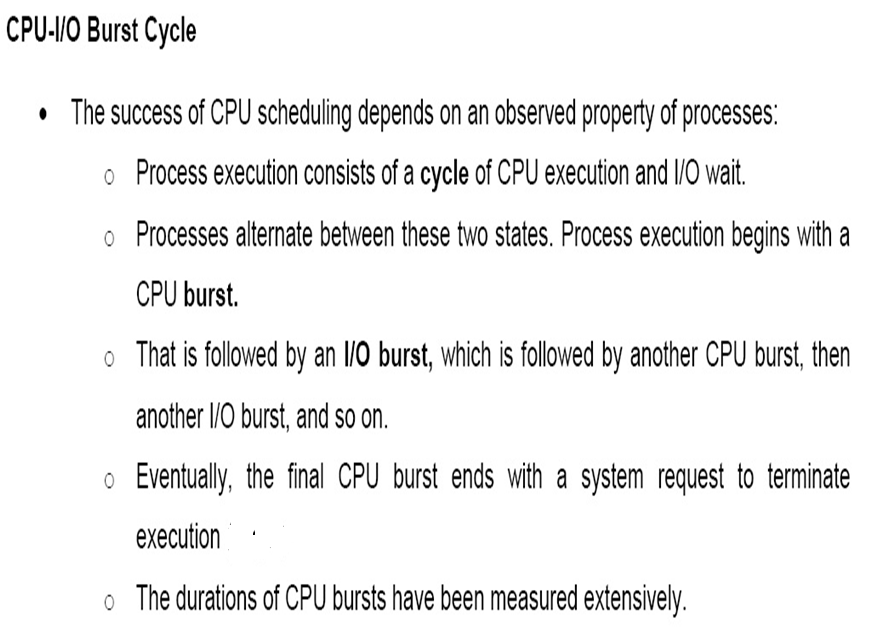 CPU-I/O Burst Cycle
• The success of CPU scheduling depends on an observed property of processes:
o Process execution consists of a cycle of CPU execution and I/O wait.
o Processes alternate between these two states. Process execution begins with a
CPU burst.
o That is followed by an I/O burst, which is followed by another CPU burst, then
another I/O burst, and so on.
o Eventually, the final CPU burst ends with a system request to terminate
execution
o The durations of CPU bursts have been measured extensively.